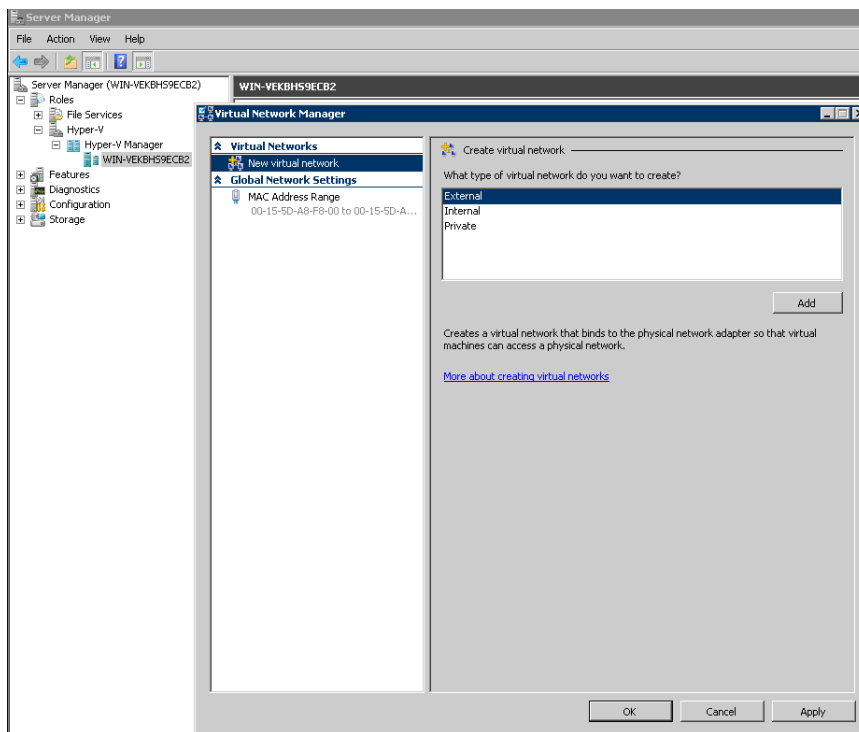 Server Manager
File Action View Help
Server Manager (WIN-VEKBHS9ECB2)
Roles
File Services
Hyper-V
Hyper-V Manager
WIN-VEKBHS9ECB2
Features
Diagnostics
Configuration
Storage
WIN-VEKBHS9ECB2
Virtual Network Manager
Virtual Networks
New virtual network
Global Network Settings
MAC Address Range
00-15-5D-A8-F8-00 to 00-15-5D-A...
Create virtual network
What type of virtual network do you want to create?
External
Internal
Private
Add
Creates a virtual network that binds to the physical network adapter so that virtual
machines can access a physical network.
More about creating virtual networks
OK Cancel Apply